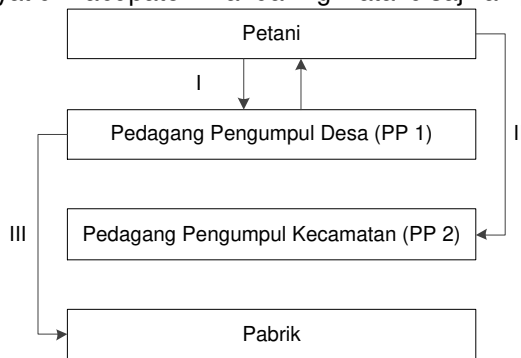 Petani
I
Pedagang Pengumpul Desa (PP 1)
I
III
Pedagang Pengumpul Kecamatan (PP 2)
Pabrik